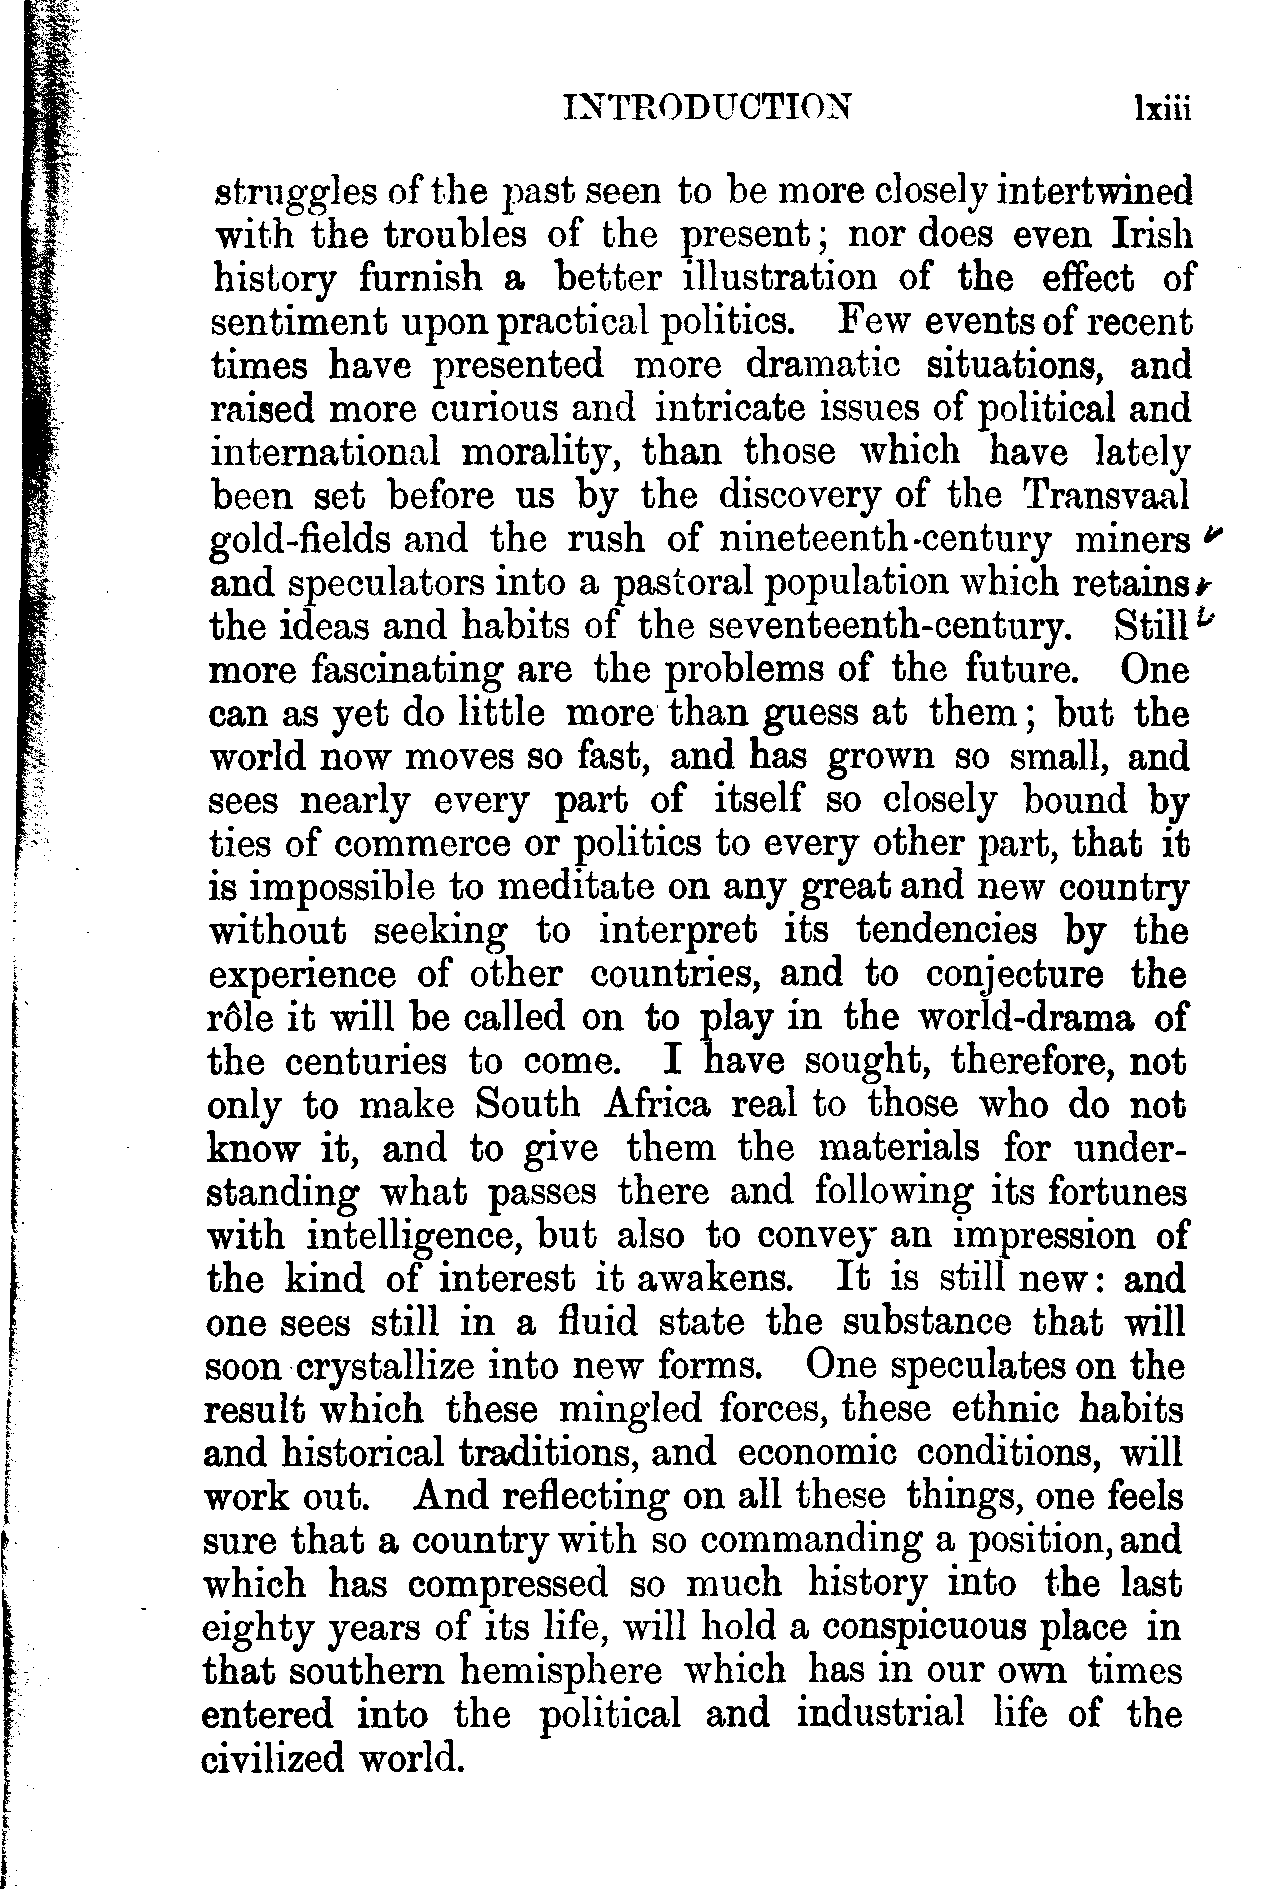 INTRODUCTION lxiii
struggles of the past seen to be more closely intertwined
with the troubles of the present; nor does even Irish
history furnish a better illustration of the effect of
sentiment upon practical politics. Few events of recent
times have presented more dramatic situations, and
raised more curious and intricate issues of political and
international morality, than those which have lately
been set before us by the discovery of the Transvaal
gold-fields and the rush of nineteenth-century miners
and speculators into a pastoral population which retains
the ideas and habits of the seventeenth-century. Still
more fascinating are the problems of the future. One
can as yet do little more than guess at them; but the
world now moves so fast, and has grown so small, and
sees nearly every part of itself so closely bound by
ties of commerce or politics to every other part, that it
is impossible to meditate on any great and new country
without seeking to interpret its tendencies by the
experience of other countries, and to conjecture the
rôle it will be called on to play in the world-drama of
the centuries to come. I have sought, therefore, not
only to make South Africa real to those who do not
know it, and to give them the materials for under-
standing what passes there and following its fortunes
with intelligence, but also to convey an impression of
the kind of interest it awakens. It is still new: and
one sees still in a fluid state the substance that will
soon crystallize into new forms. One speculates on the
result which these mingled forces, these ethnic habits
and historical traditions, and economic conditions, will
work out. And reflecting on all these things, one feels
sure that a country with so commanding a position, and
which has compressed so much history into the last
eighty years of its life, will hold a conspicuous place in
that southern hemisphere which has in our own times
entered into the political and industrial life of the
civilized world.